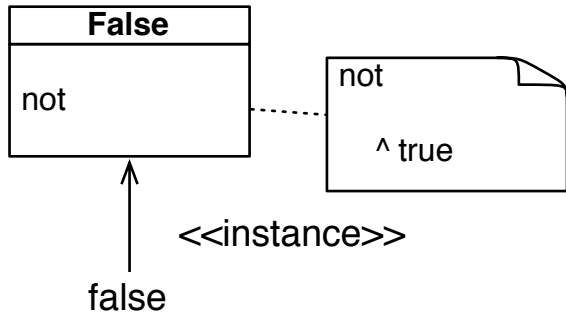 False
not
not
^ true
<<instance>>
false